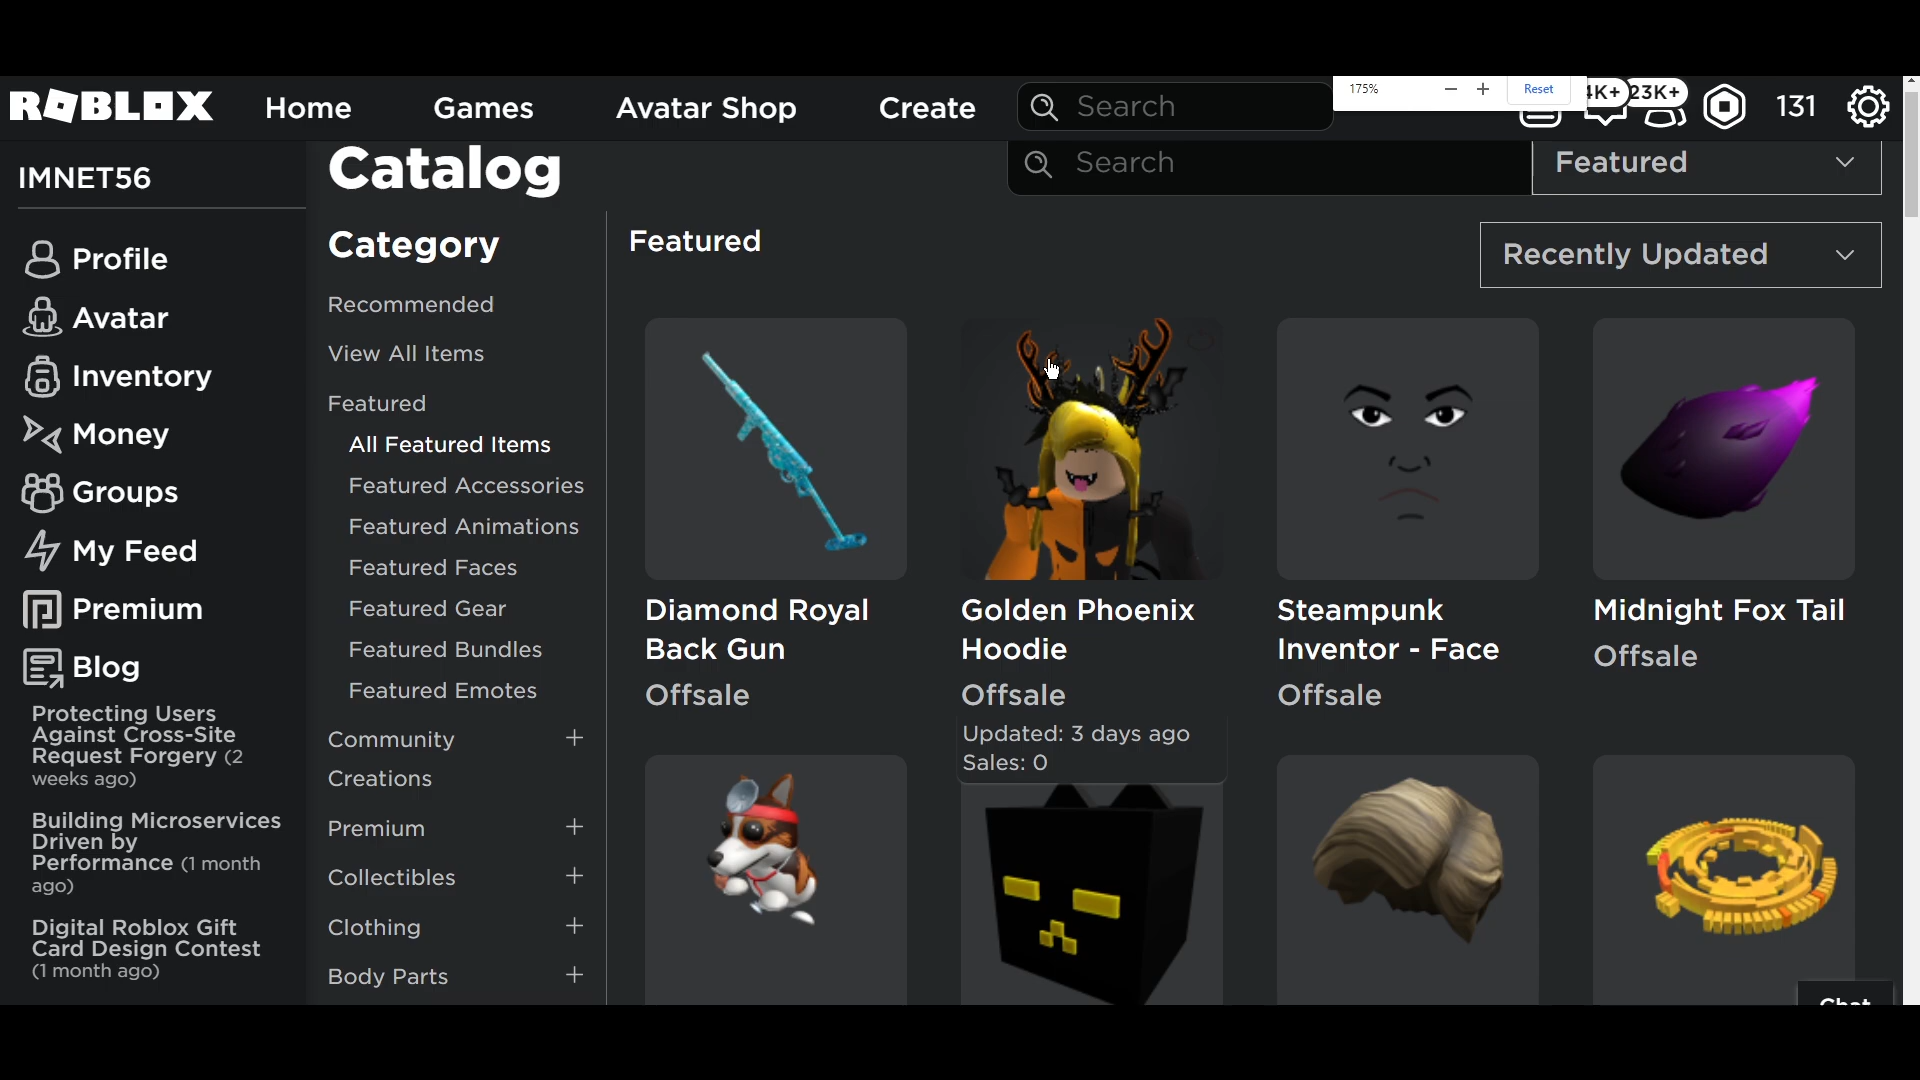 ROBLOX
Home
Games
Avatar Shop
Create
Search
175%
Reset
4K+
23K+
131
IMNET56
Profile
Avatar
Inventory
Money
Groups
My Feed
Premium
Blog
Protecting Users
Against Cross-Site
Request Forgery (2
weeks ago)
Building Microservices
Driven by
Performance (1 month
ago)
Digital Roblox Gift
Card Design Contest
(1 month ago)
Catalog
Search
Featured
Category
Recommended
View All Items
Featured
All Featured Items
Featured Accessories
Featured Animations
Featured Faces
Featured Gear
Featured Bundles
Featured Emotes
Community
Creations
Premium
Collectibles
Clothing
Body Parts
Featured
Recently Updated
Diamond Royal
Back Gun
Offsale
Golden Phoenix
Hoodie
Offsale
Updated: 3 days ago
Sales: 0
Steampunk
Inventor - Face
Offsale
Midnight Fox Tail
Offsale
Chat